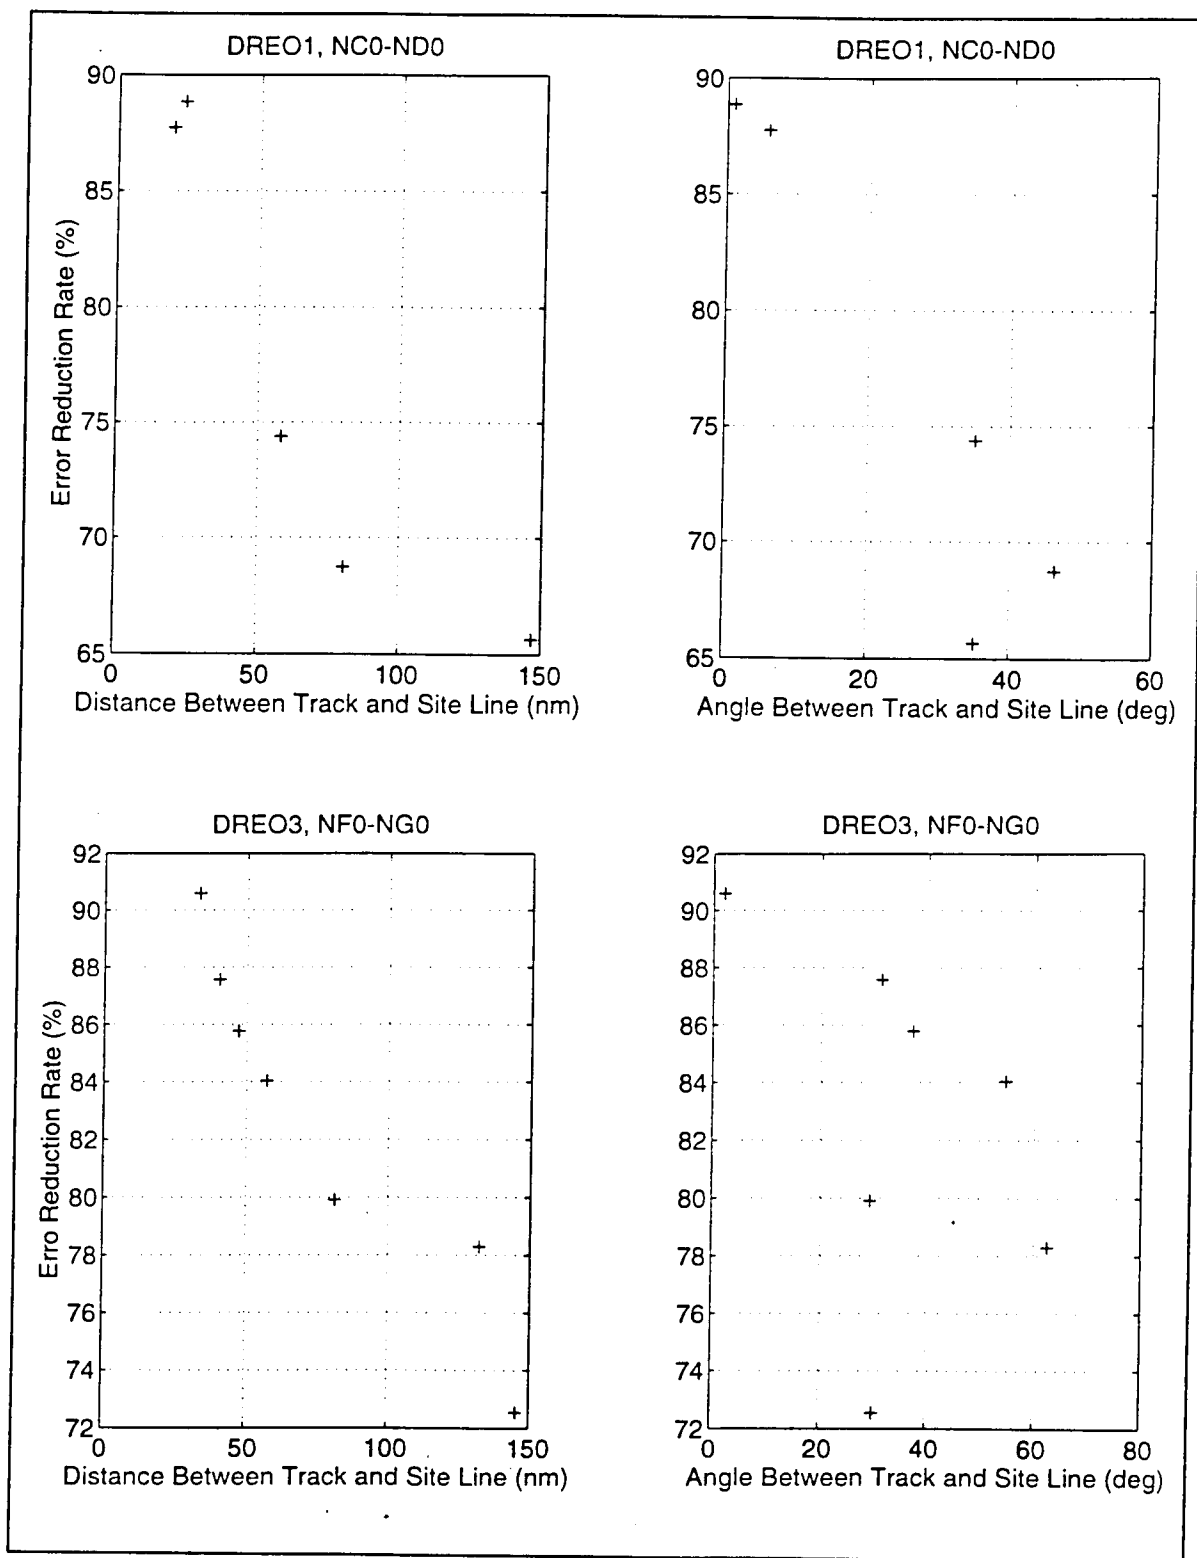 DREO1, NC0-ND0
90
85
80
75
70
65
0 50 100 150
Error Reduction Rate (%)
Distance Between Track and Site Line (nm)
DREO1, NC0-ND0
90
85
80
75
70
65
0 20 40 60
Angle Between Track and Site Line (deg)
DREO3, NF0-NG0
92
90
88
86
84
82
80
78
76
74
72
0 50 100 150
Erro Reduction Rate (%)
Distance Between Track and Site Line (nm)
DREO3, NF0-NG0
92
90
88
86
84
82
80
78
76
74
72
0 20 40 60 80
Angle Between Track and Site Line (deg)